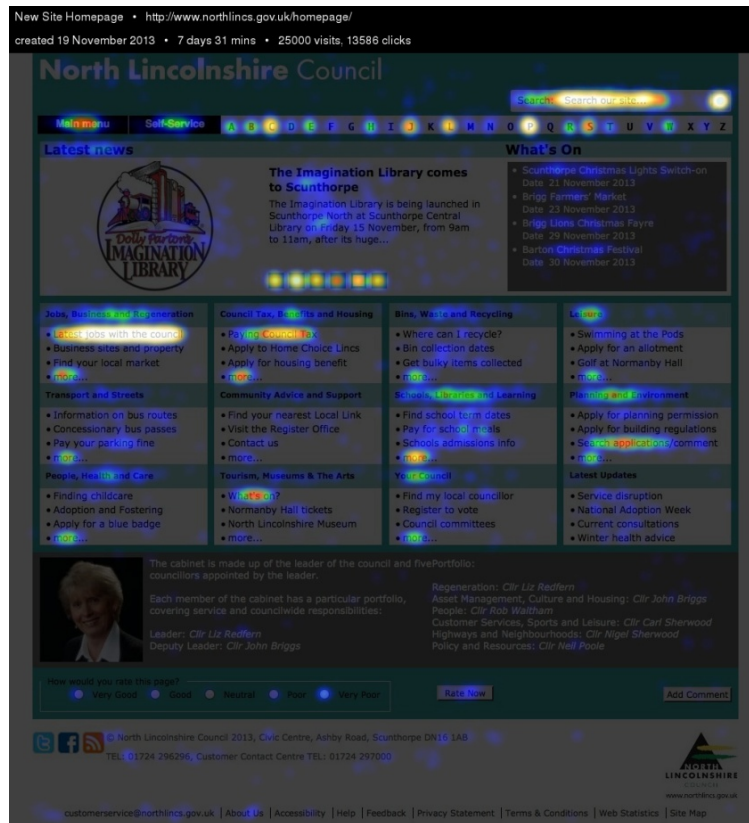 New Site Homepage • http://www.northlincs.gov.uk/homepage/
created 19 November 2013 • 7 days 31 mins • 25000 visits, 13586 clicks
North Lincolnshire Council
Search: Search our site...
Main menu Self-Service A B C D E F G H I J K L M N O P Q R S T U V W X Y Z
Latest news What's On
The Imagination Library comes
to Scunthorpe
The Imagination Library is being launched in
Scunthorpe North at Scunthorpe Central
Library on Friday 15 November, from 9am
to 11am, after its huge...
Dolly Parton's
IMAGINATION
LIBRARY
• Scunthorpe Christmas Lights Switch-on
Date 21 November 2013
• Brigg Farmers' Market
Date 23 November 2013
• Brigg Lions Christmas Fayre
Date 29 November 2013
• Barton Christmas Festival
Date 30 November 2013
Jobs, Business and Regeneration
• Latest jobs with the council
• Business sites and property
• Find your local market
• more...
Council Tax, Benefits and Housing
• Paying Council Tax
• Apply to Home Choice Lincs
• Apply for housing benefit
• more...
Bins, Waste and Recycling
• Where can I recycle?
• Bin collection dates
• Get bulky items collected
• more...
Leisure
• Swimming at the Pods
• Apply for an allotment
• Golf at Normanby Hall
• more...
Transport and Streets
• Information on bus routes
• Concessionary bus passes
• Pay your parking fine
• more...
Community Advice and Support
• Find your nearest Local Link
• Visit the Register Office
• Contact us
• more...
Schools, Libraries and Learning
• Find school term dates
• Pay for school meals
• Schools admissions info
• more...
Planning and Environment
• Apply for planning permission
• Apply for building regulations
• Search applications/comment
• more...
People, Health and Care
• Finding childcare
• Adoption and Fostering
• Apply for a blue badge
• more...
Tourism, Museums & The Arts
• What's on?
• Normanby Hall tickets
• North Lincolnshire Museum
• more...
Your Council
• Find my local councillor
• Register to vote
• Council committees
• more...
Latest Updates
• Service disruption
• National Adoption Week
• Current consultations
• Winter health advice
The cabinet is made up of the leader of the council and five
councillors appointed by the leader.
Each member of the cabinet has a particular portfolio,
covering service and councilwide responsibilities:
Leader: Cllr Liz Redfern
Deputy Leader: Cllr John Briggs
Portfolio:
Regeneration: Cllr Liz Redfern
Asset Management, Culture and Housing: Cllr John Briggs
People: Cllr Rob Waltham
Customer Services, Sports and Leisure: Cllr Carl Sherwood
Highways and Neighbourhoods: Cllr Nigel Sherwood
Policy and Resources: Cllr Neil Poole
How would you rate this page?
Very Good Good Neutral Poor Very Poor Rate Now Add Comment
© North Lincolnshire Council 2013, Civic Centre, Ashby Road, Scunthorpe DN16 1AB
TEL: 01724 296296, Customer Contact Centre TEL: 01724 297000
NORTH
LINCOLNSHIRE
COUNCIL
www.northlincs.gov.uk
customerservice@northlincs.gov.uk | About Us | Accessibility | Help | Feedback | Privacy Statement | Terms & Conditions | Web Statistics | Site Map